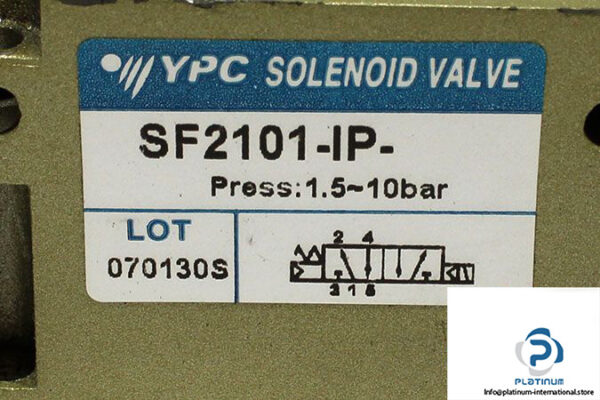 YPC SOLENOID VALVE
SF2101-IP-
Press:1.5~10bar
LOT
070130S
2 4
3 1 5
PLATINUM
info@platinum-international.store